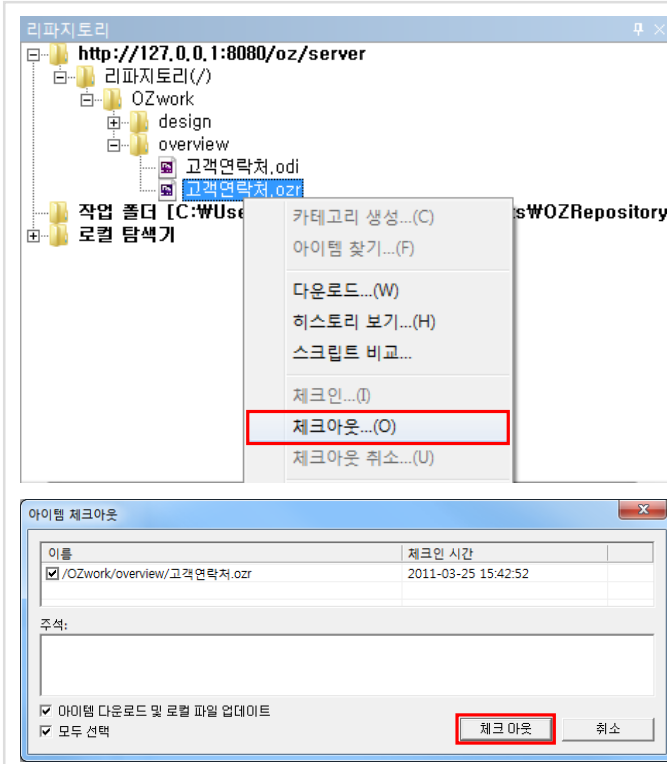 리파지토리
http://127.0.0.1:8080/oz/server
리파지토리(/)
OZwork
design
overview
고객연락처.odi
고객연락처.ozr
작업 폴더 [C:₩Use s₩OZRepository
로컬 탐색기
카테고리 생성...(C)
아이템 찾기...(F)
다운로드...(W)
히스토리 보기...(H)
스크립트 비교...
체크인...(I)
체크아웃...(O)
체크아웃 취소...(U)
아이템 체크아웃
이름 체크인 시간
/OZwork/overview/고객연락처.ozr 2011-03-25 15:42:52
주석:
아이템 다운로드 및 로컬 파일 업데이트
모두 선택
체크 아웃 취소